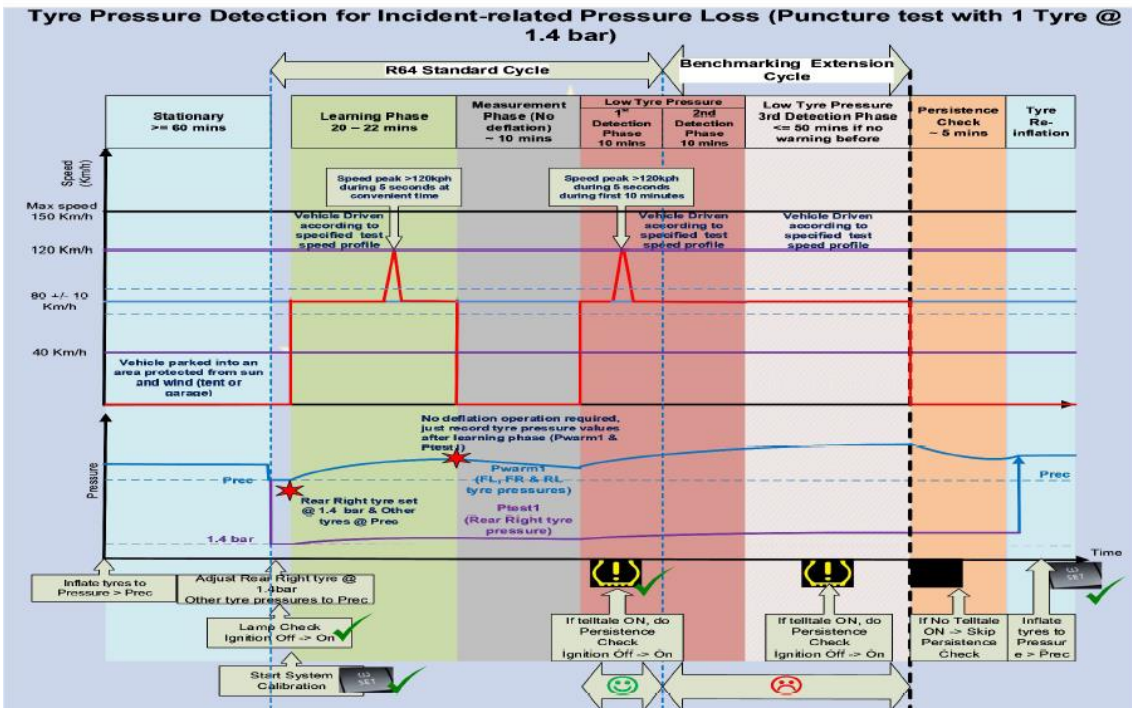 Tyre Pressure Detection for Incident-related Pressure Loss (Puncture test with 1 Tyre @
1.4 bar)
R64 Standard Cycle
Benchmarking Extension
Cycle
Stationary
>= 60 mins
Learning Phase
20 – 22 mins
Measurement
Phase (No
deflation)
~ 10 mins
Low Tyre Pressure
1st
Detection
Phase
10 mins
2nd
Detection
Phase
10 mins
Low Tyre Pressure
3rd Detection Phase
<= 50 mins if no
warning before
Persistence
Check
~ 5 mins
Tyre
Re-
inflation
Speed
(Km/h)
Speed peak >120kph
during 5 seconds at
convenient time
Speed peak >120kph
during 5 seconds
during first 10 minutes
Max speed
150 Km/h
Vehicle Driven
according to
specified test
speed profile
Vehicle Driven
according to
specified test
speed profile
Vehicle Driven
according to
specified test
speed profile
120 Km/h
80 +/- 10
Km/h
40 Km/h
Vehicle parked into an
area protected from sun
and wind (tent or
garage)
No deflation operation required,
just record tyre pressure values
after learning phase (Pwarm1 &
Ptest1)
Pressure
Prec
Pwarm1
(FL, FR & RL
tyre pressures)
Prec
Rear Right tyre set
@ 1.4 bar & Other
tyres @ Prec
Ptest1
(Rear Right tyre
pressure)
1.4 bar
Time
Inflate tyres to
Pressure > Prec
Adjust Rear Right tyre @
1.4bar
Other tyre pressures to Prec
SET
Lamp Check
Ignition Off -> On
If telltale ON, do
Persistence
Check
Ignition Off -> On
If telltale ON, do
Persistence
Check
Ignition Off -> On
If No Telltale
ON -> Skip
Persistence
Check
Inflate
tyres to
Pressur
e > Prec
Start System
Calibration
SET